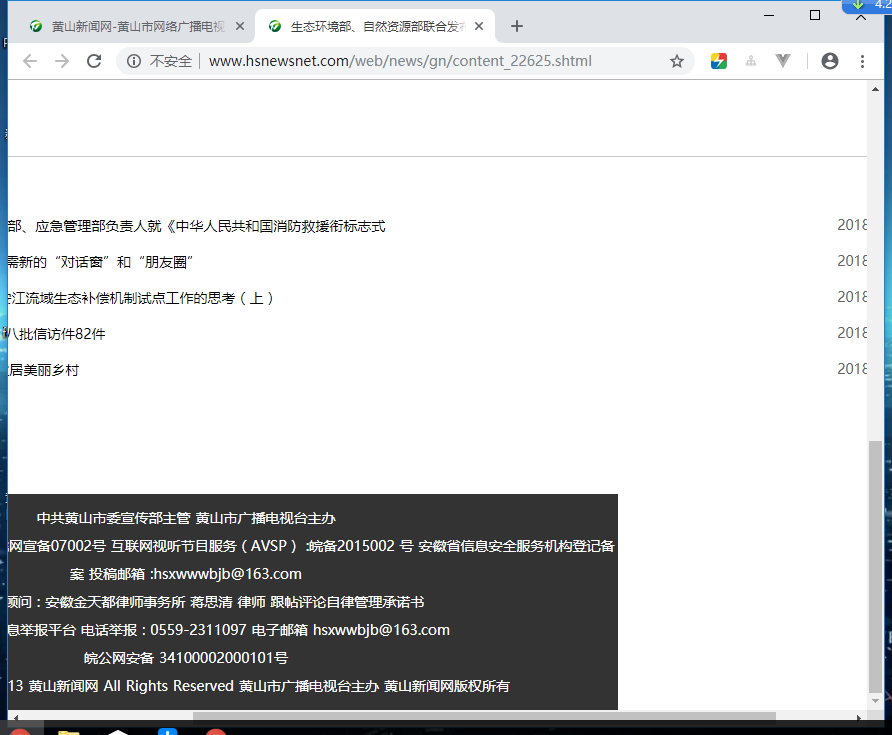 4.2
黄山新闻网-黄山市网络广播电视
生态环境部、自然资源部联合发布
不安全 www.hsnewsnet.com/web/news/gn/content_22625.shtml
部、应急管理部负责人就《中华人民共和国消防救援衔标志式 2018
需新的“对话窗”和“朋友圈” 2018
江流域生态补偿机制试点工作的思考（上） 2018
八批信访件82件 2018
居美丽乡村 2018
中共黄山市委宣传部主管 黄山市广播电视台主办
网宣备07002号 互联网视听节目服务（AVSP）:皖备2015002 号 安徽省信息安全服务机构登记备
案 投稿邮箱 :hsxwwwbjb@163.com
顾问：安徽金天都律师事务所 蒋思清 律师 跟帖评论自律管理承诺书
息举报平台 电话举报：0559-2311097 电子邮箱 hsxwwbjb@163.com
皖公网安备 34100002000101号
13 黄山新闻网 All Rights Reserved 黄山市广播电视台主办 黄山新闻网版权所有